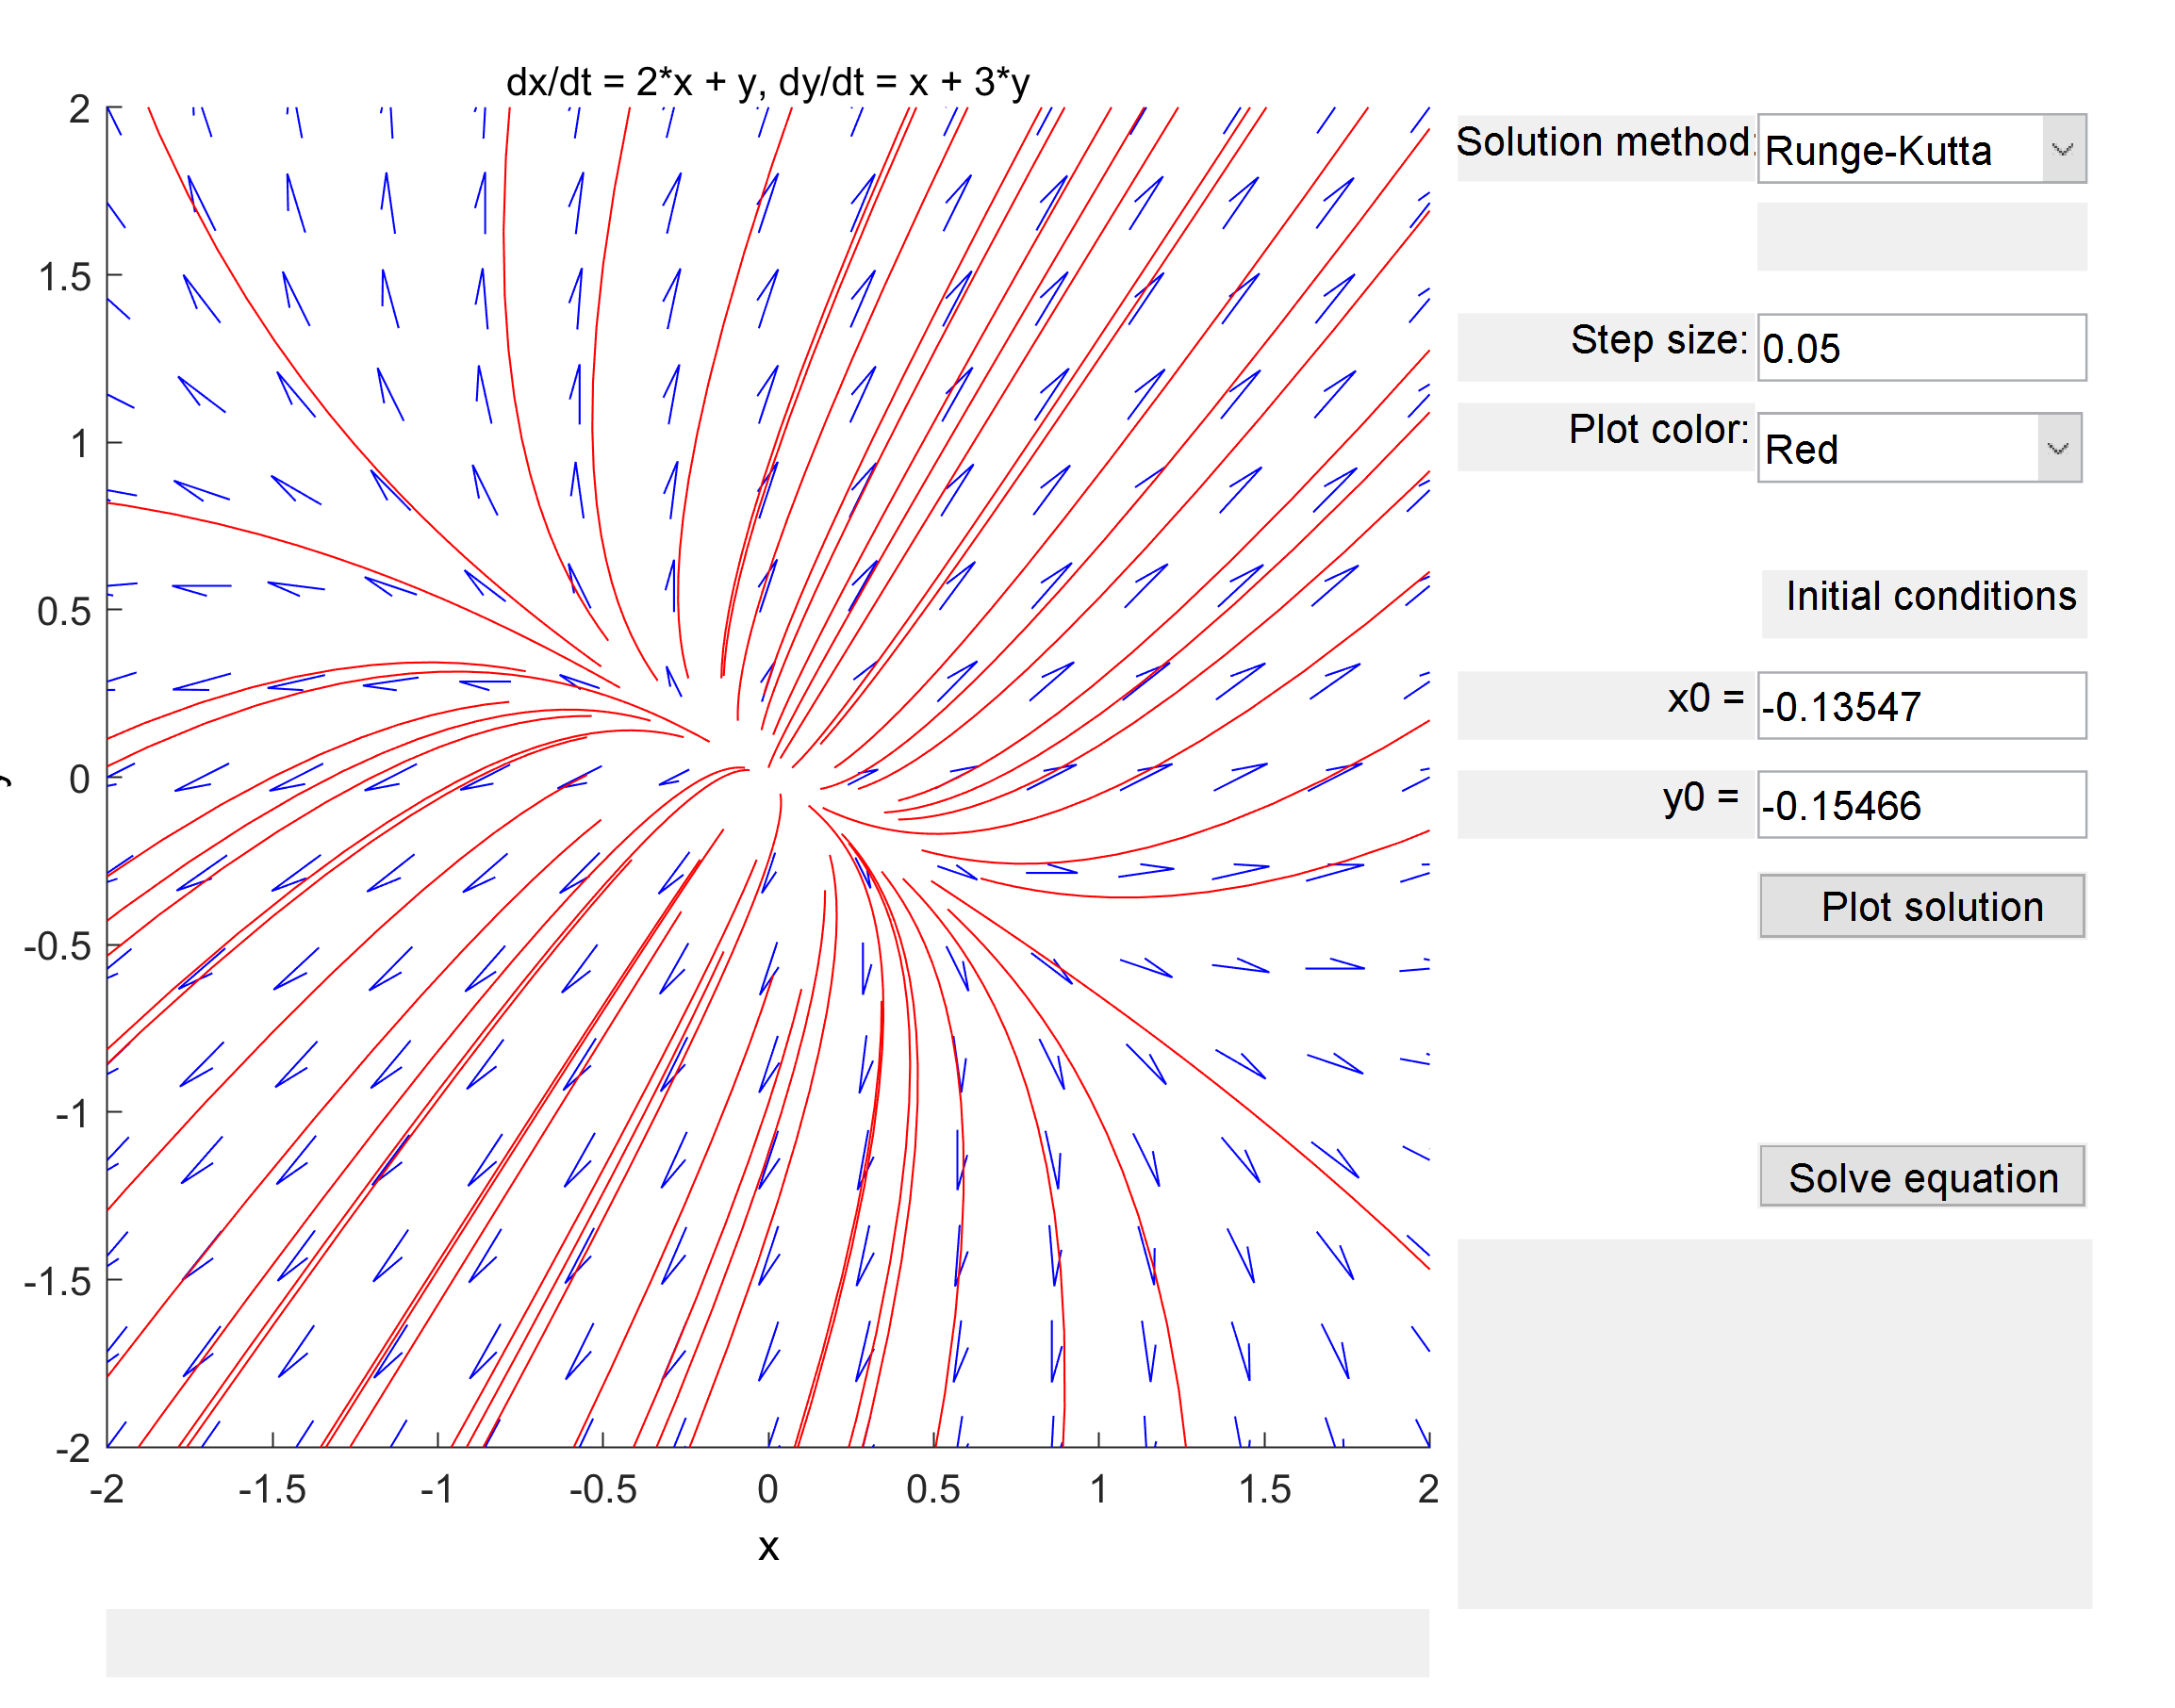 dx/dt = 2*x + y, dy/dt = x + 3*y
2
1.5
1
0.5
0
-0.5
-1
-1.5
-2
-2
-1.5
-1
-0.5
0
0.5
1
1.5
2
x
Solution method:
Runge-Kutta
Step size:
0.05
Plot color:
Red
Initial conditions
x0 =
-0.13547
y0 =
-0.15466
Plot solution
Solve equation